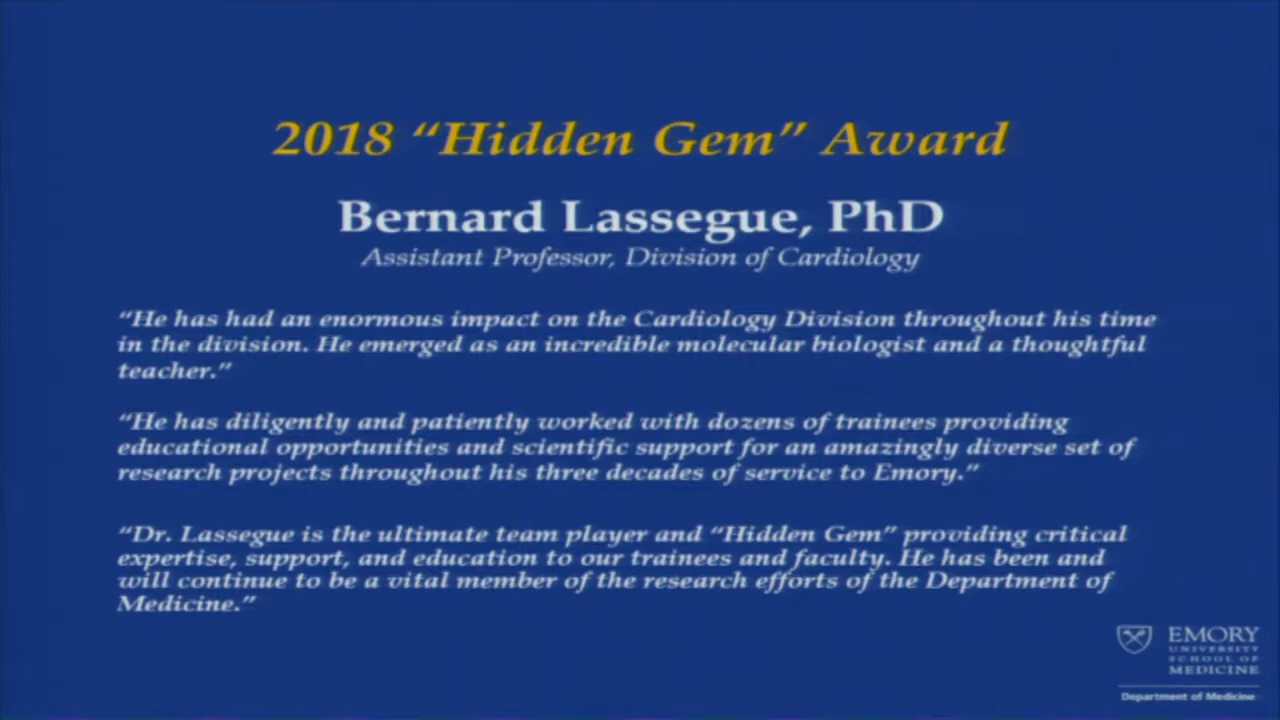 2018 “Hidden Gem” Award
Bernard Lassegue, PhD
Assistant Professor, Division of Cardiology
“He has had an enormous impact on the Cardiology Division throughout his time
in the division. He emerged as an incredible molecular biologist and a thoughtful
teacher.”
“He has diligently and patiently worked with dozens of trainees providing
educational opportunities and scientific support for an amazingly diverse set of
research projects throughout his three decades of service to Emory.”
“Dr. Lassegue is the ultimate team player and “Hidden Gem” providing critical
expertise, support, and education to our trainees and faculty. He has been and
will continue to be a vital member of the research efforts of the Department of
Medicine.”
EMORY
UNIVERSITY
SCHOOL OF
MEDICINE
Department of Medicine